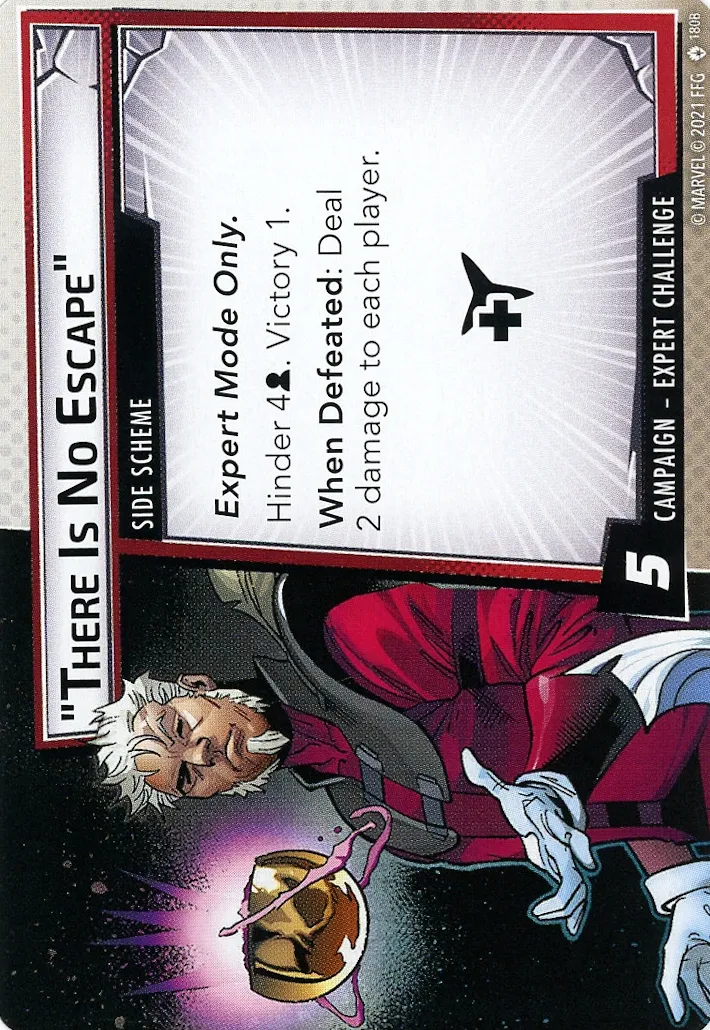 "There Is No Escape"
SIDE SCHEME
Expert Mode Only.
Hinder 4. Victory 1.
When Defeated: Deal
2 damage to each player.
5
CAMPAIGN – EXPERT CHALLENGE
© MARVEL © 2021 FFG 180B